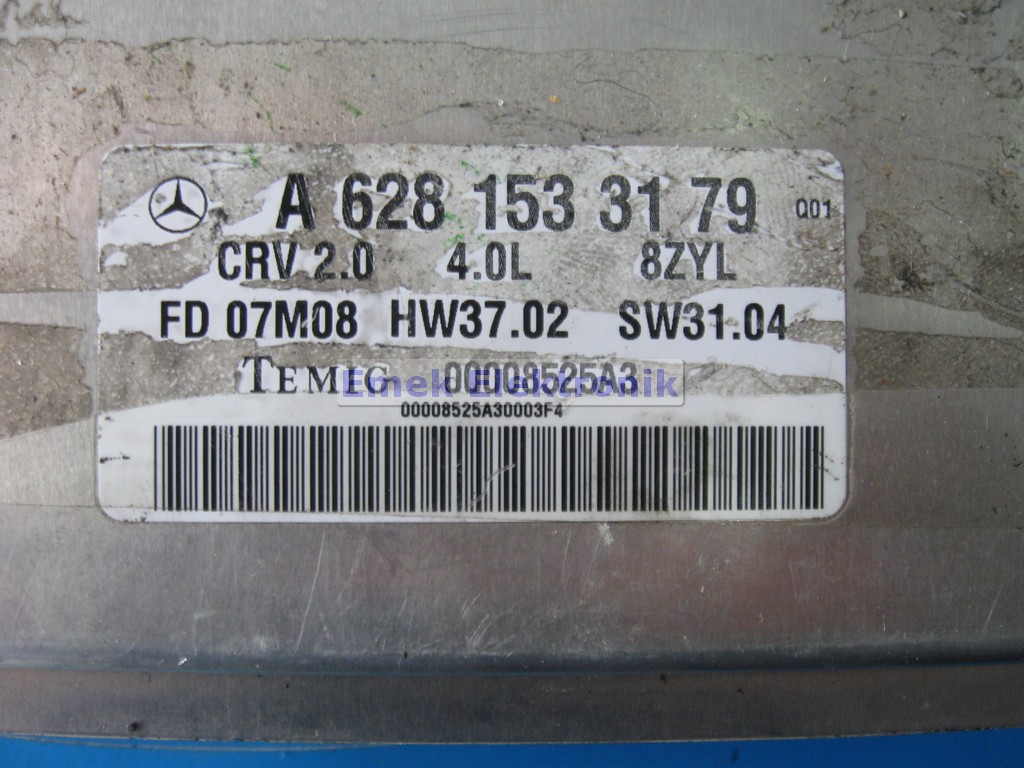 A 628 153 31 79 Q01
CRV 2.0 4.0L 8ZYL
FD 07M08 HW37.02 SW31.04
TEMIC 00008525A3
Emek Elektronik
00008525A30003F4